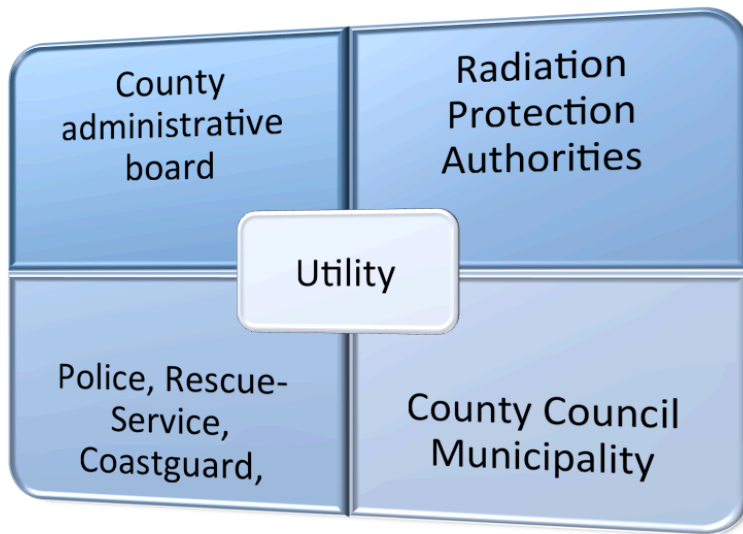 County
administrative
board
Radiation
Protection
Authorities
Utility
Police, Rescue-
Service,
Coastguard,
County Council
Municipality